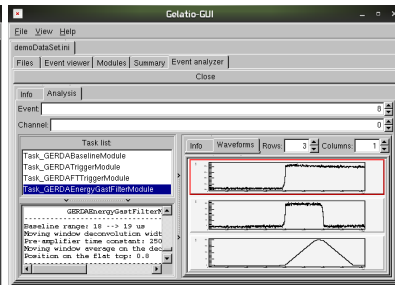 Gelatio-GUI
File View Help
demoDataSet.ini
Files Event viewer Modules Summary Event analyzer
Close
Info Analysis
Event: 8
Channel: 0
Task list
Info Waveforms Rows: 3 Columns: 1
Task_GERDABaselineModule
Task_GERDATriggerModule
Task_GERDAFTTriggerModule
Task_GERDAEnergyGastFilterModule
GERDAEnergyGastFilterM
Baseline range: 18 --> 19 us
Moving window deconvolution widt
Pre-amplifier time constant: 250
Moving window average on the dec
Position on the flat top: 0.8